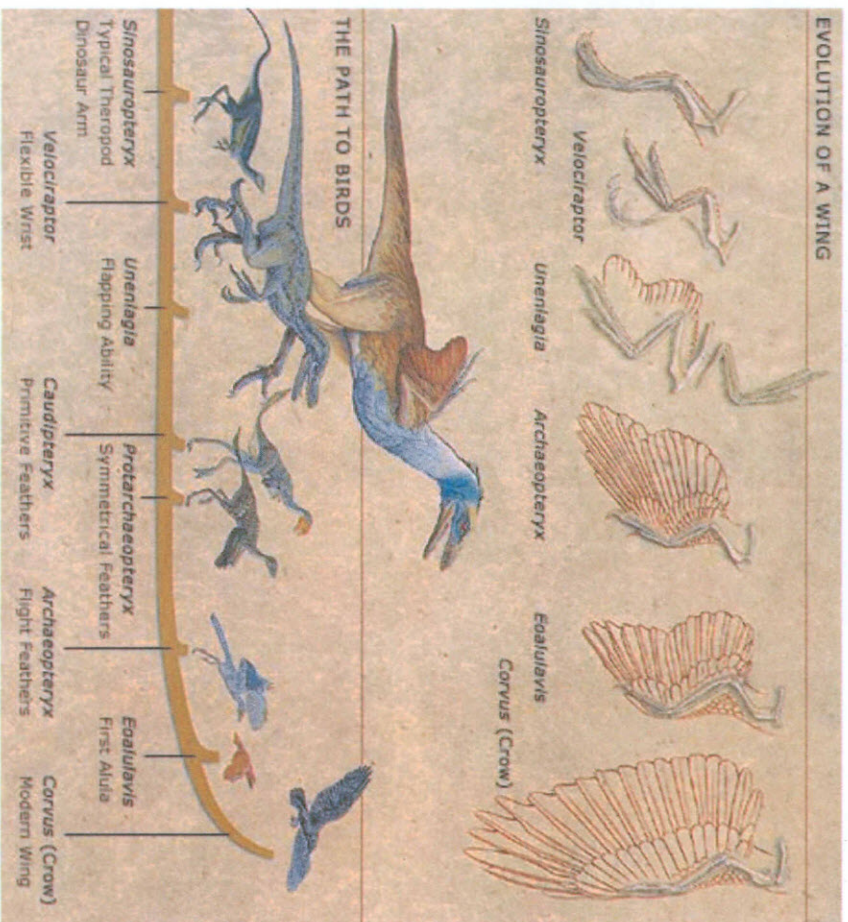 EVOLUTION OF A WING
Sinosauropteryx
Velociraptor
Unenlagia
Archaeopteryx
Eoalulavis
Corvus (Crow)
THE PATH TO BIRDS
Sinosauropteryx
Typical Theropod
Dinosaur Arm
Velociraptor
Flexible Wrist
Unenlagia
Flapping Ability
Caudipteryx
Primitive Feathers
Protarchaeopteryx
Symmetrical Feathers
Archaeopteryx
Flight Feathers
Eoalulavis
First Alula
Corvus (Crow)
Modern Wing